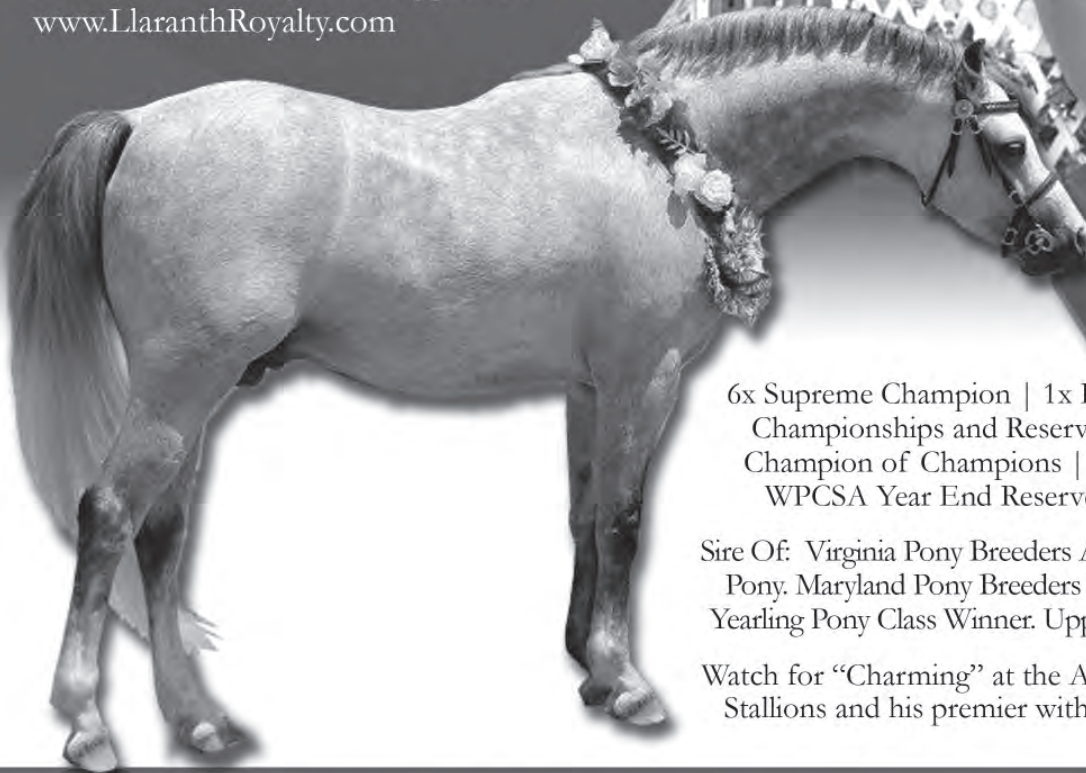 www.LlaranthRoyalty.com
6x Supreme Champion | 1x
Championships and Reserv
Champion of Champions |
WPCSA Year End Reserv
Sire Of: Virginia Pony Breeders A
Pony. Maryland Pony Breeders
Yearling Pony Class Winner. Upp
Watch for “Charming” at the A
Stallions and his premier with